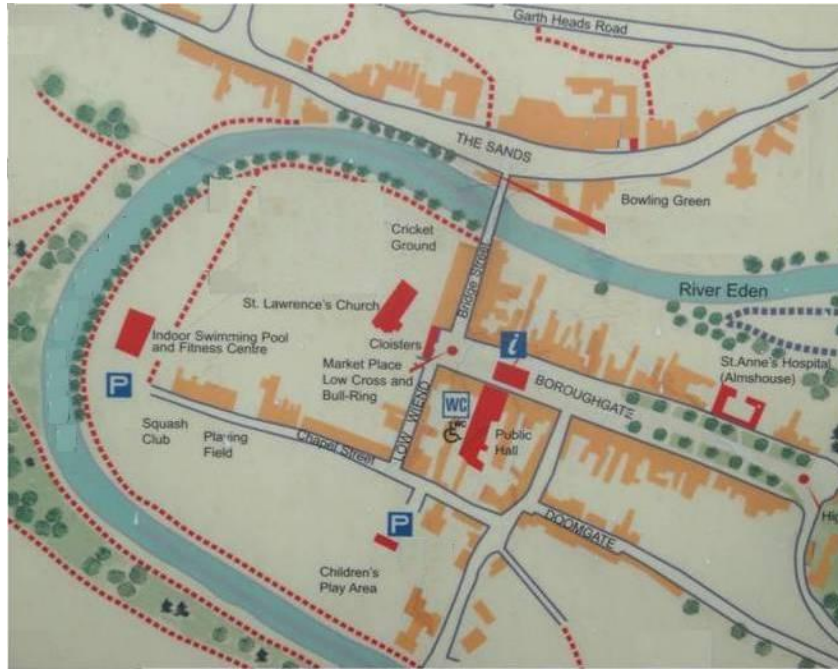 Garth Heads Road
THE SANDS
Bowling Green
Cricket
Ground
Bridge Street
River Eden
St. Lawrence's Church
Cloisters
Indoor Swimming Pool
and Fitness Centre
Market Place
Low Cross and
Bull-Ring
i
St.Anne's Hospital
(Almshouse)
BOROUGHGATE
P
WC
WC
LOW WIEND
Squash
Club
Playing
Field
Chapel Street
Public
Hall
Hig
P
DOOMGATE
Children's
Play Area